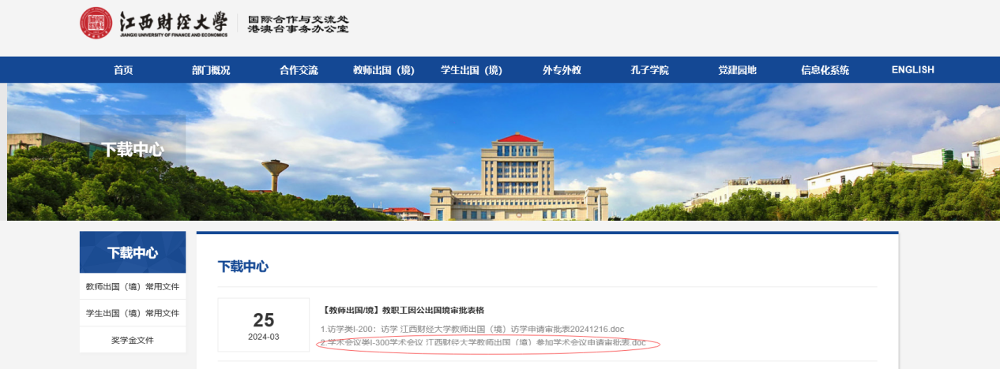 江西财经大学
JIANGXI UNIVERSITY OF FINANCE AND ECONOMICS
国际合作与交流处
港澳台事务办公室
首页 部门概况 合作交流 教师出国（境） 学生出国（境） 外专外教 孔子学院 党建园地 信息化系统 ENGLISH
下载中心
下载中心
教师出国（境）常用文件
学生出国（境）常用文件
奖学金文件
下载中心
25
2024-03
【教师出国/境】教职工因公出国境审批表格
1.访学类I-200：访学 江西财经大学教师出国（境）访学申请审批表20241216.doc
2.学术会议类I-300学术会议 江西财经大学教师出国（境）参加学术会议申请审批表.doc